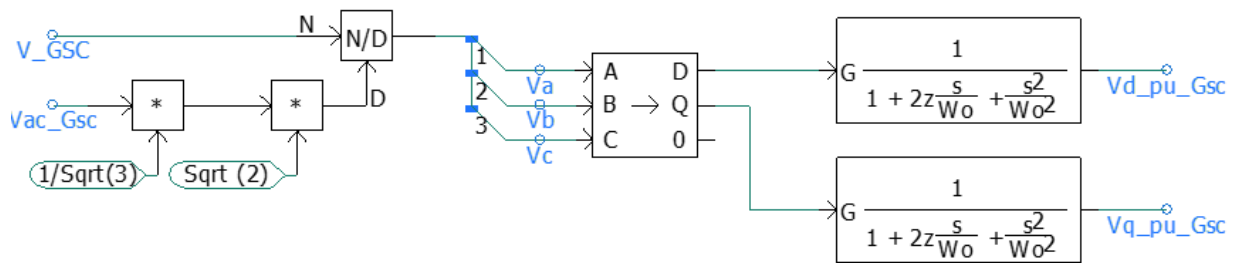 V_GSC
N
N/D
D
Vac_Gsc
*
*
1/Sqrt(3)
Sqrt (2)
1
2
3
Va
Vb
Vc
A D
B → Q
C 0
G 1
1 + 2z s/Wo + s²/Wo²
Vd_pu_Gsc
G 1
1 + 2z s/Wo + s²/Wo²
Vq_pu_Gsc